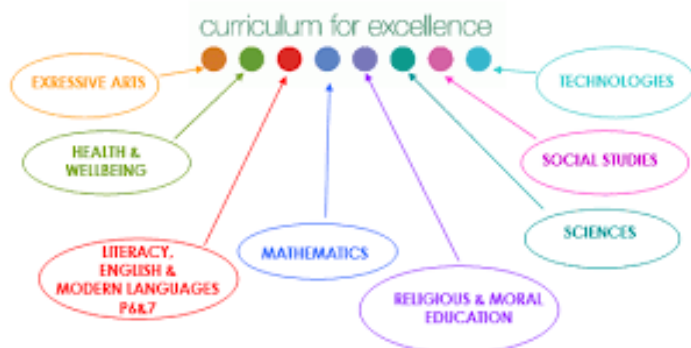 curriculum for excellence
EXRESSIVE ARTS
TECHNOLOGIES
HEALTH &
WELLBEING
SOCIAL STUDIES
SCIENCES
LITERACY,
ENGLISH &
MODERN LANGUAGES
P6&7
MATHEMATICS
RELIGIOUS & MORAL
EDUCATION